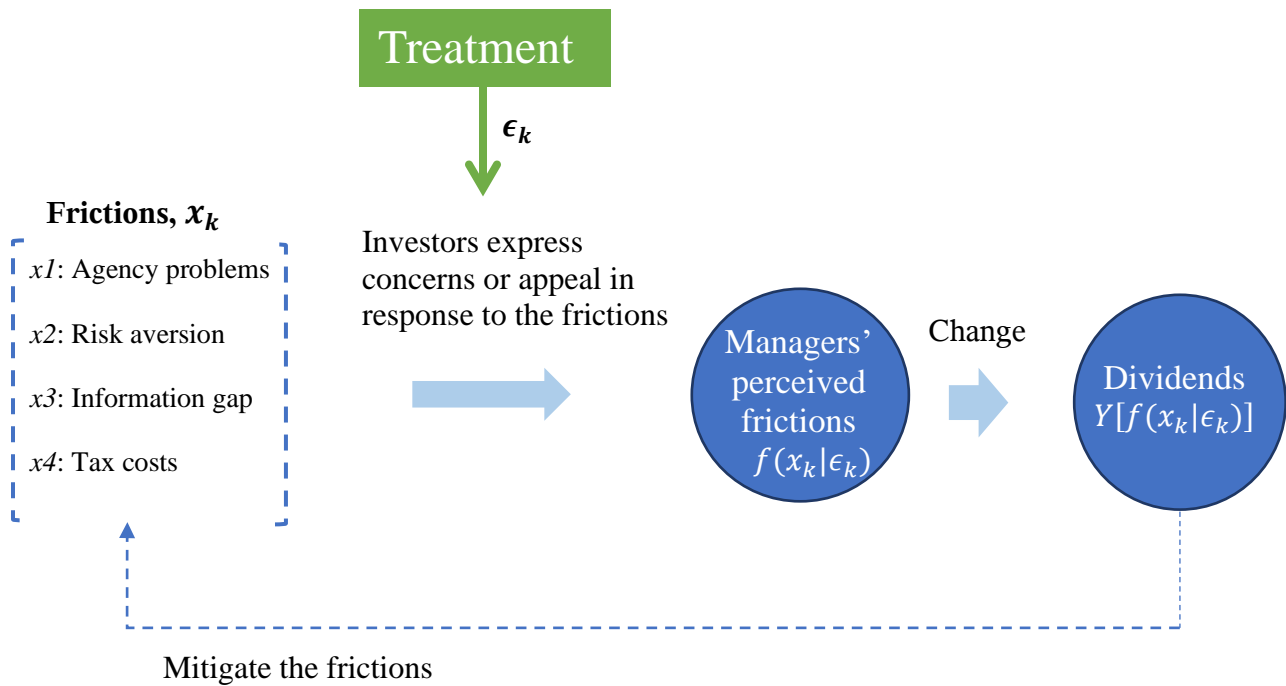 Treatment
ϵ_k
Frictions, x_k
x1: Agency problems
x2: Risk aversion
x3: Information gap
x4: Tax costs
Investors express
concerns or appeal in
response to the frictions
Managers’
perceived
frictions
f(x_k|ϵ_k)
Change
Dividends
Y[f(x_k|ϵ_k)]
Mitigate the frictions